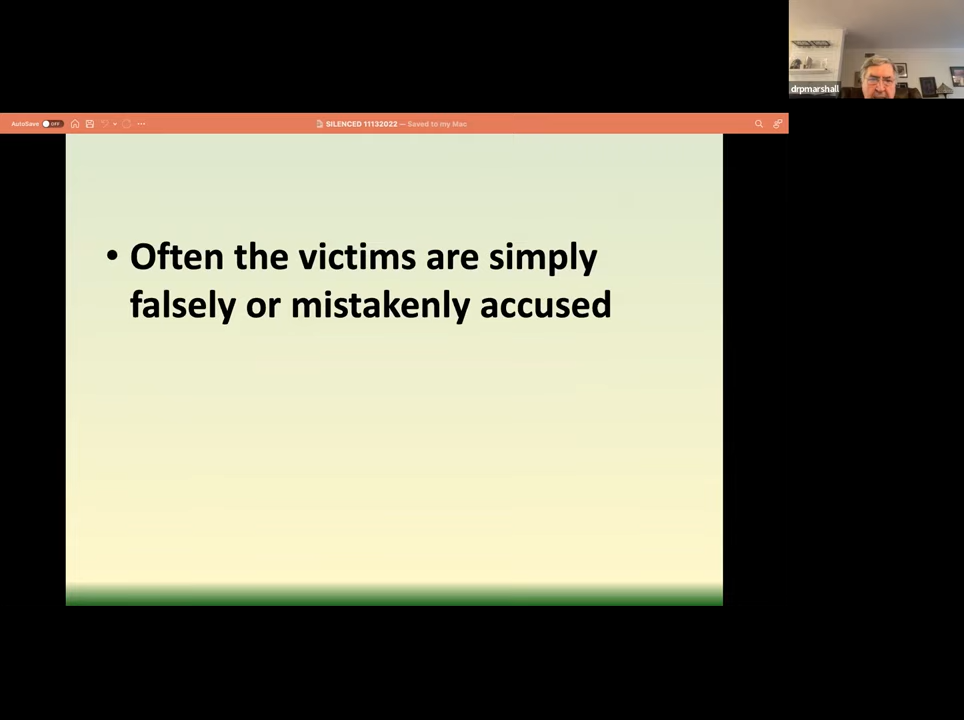 drpmarshall
AutoSave OFF
SILENCED 11132022 — Saved to my Mac
• Often the victims are simply
falsely or mistakenly accused